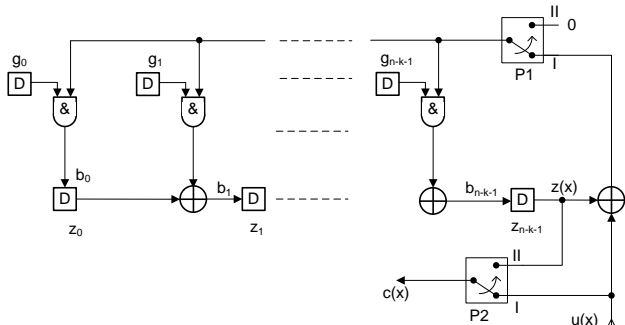 II
0
g₀
g₁
gₙ₋ₖ₋₁
D
D
D
I
P1
&
&
&
b₀
b₁
bₙ₋ₖ₋₁
z(x)
D
D
D
z₀
z₁
zₙ₋ₖ₋₁
II
c(x)
P2
I
u(x)